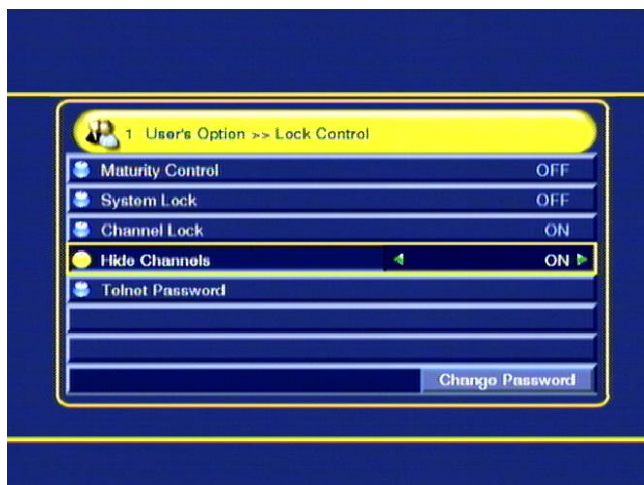 1 User's Option >> Lock Control
Maturity Control OFF
System Lock OFF
Channel Lock ON
Hide Channels ON
Telnet Password
Change Password